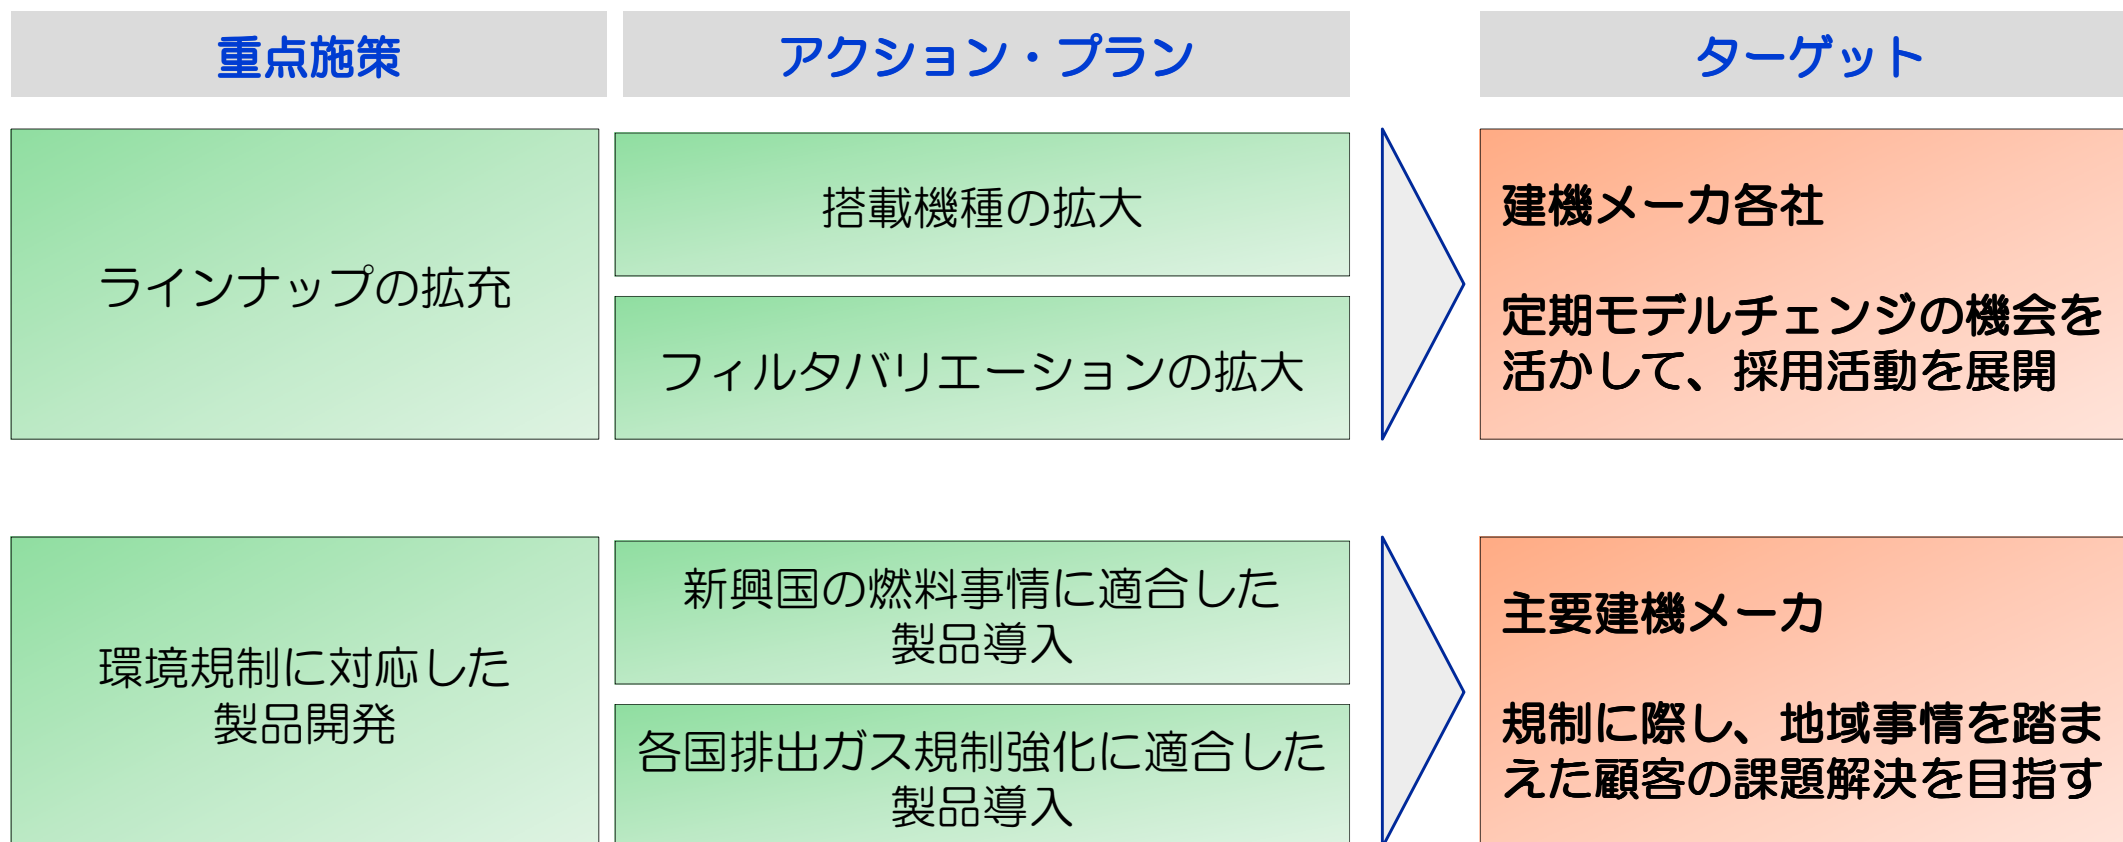 重点施策
アクション・プラン
ターゲット
ラインナップの拡充
搭載機種の拡大
フィルタバリエーションの拡大
建機メーカ各社
定期モデルチェンジの機会を
活かして、採用活動を展開
環境規制に対応した
製品開発
新興国の燃料事情に適合した
製品導入
各国排出ガス規制強化に適合した
製品導入
主要建機メーカ
規制に際し、地域事情を踏ま
えた顧客の課題解決を目指す